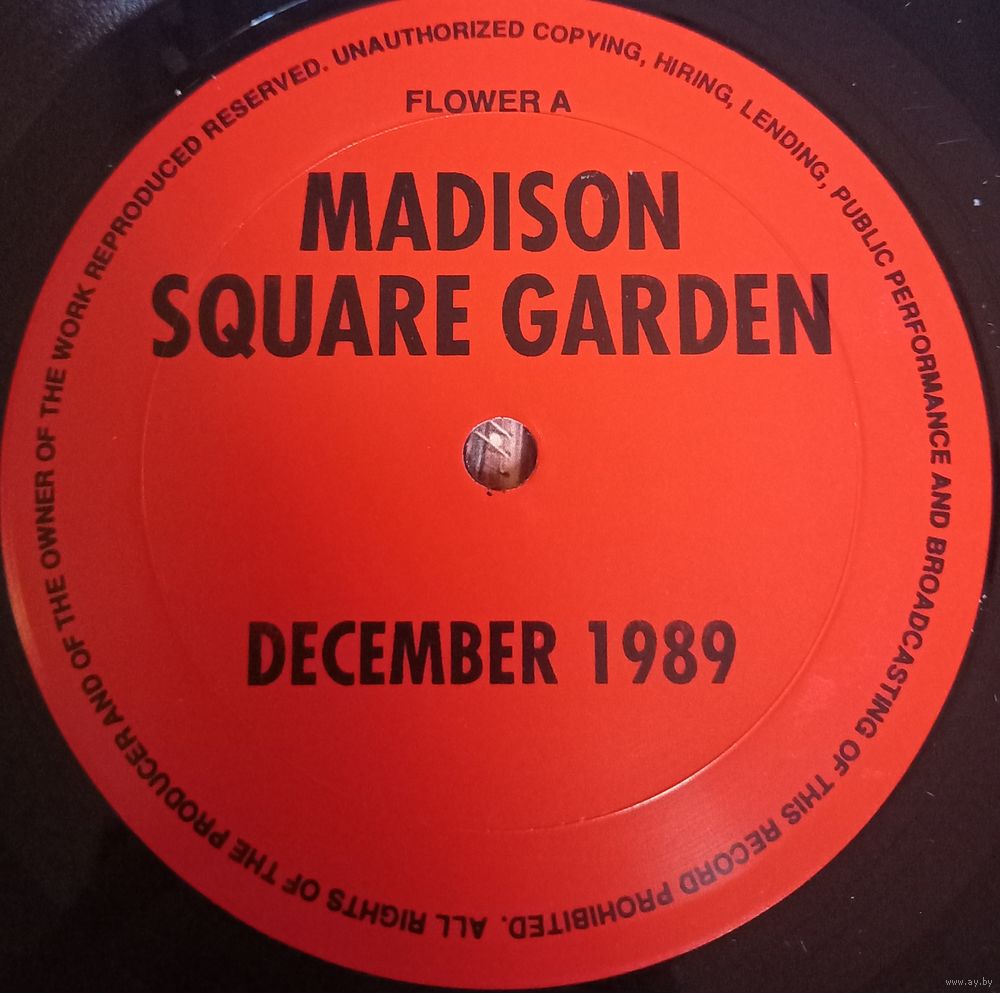 ALL RIGHTS OF THE PRODUCER AND OF THE OWNER OF THE WORK REPRODUCED RESERVED. UNAUTHORIZED COPYING, HIRING, LENDING, PUBLIC PERFORMANCE AND BROADCASTING OF THIS RECORD PROHIBITED.
FLOWER A
MADISON
SQUARE GARDEN
DECEMBER 1989
www.ay.by